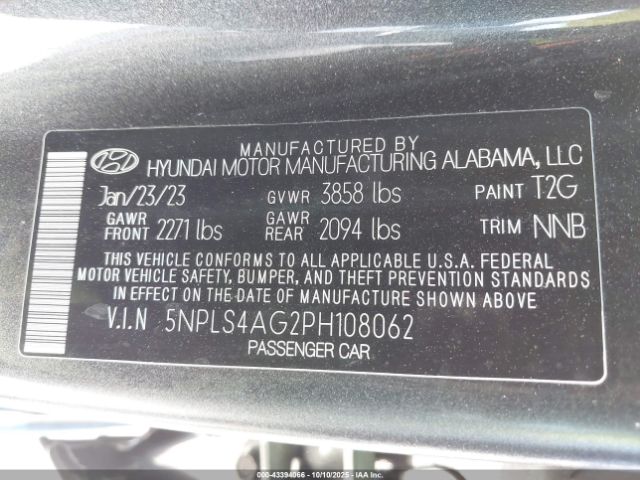 MANUFACTURED BY
HYUNDAI MOTOR MANUFACTURING ALABAMA, LLC
Jan/23/23 GVWR 3858 lbs PAINT T2G
GAWR FRONT 2271 lbs GAWR REAR 2094 lbs TRIM NNB
THIS VEHICLE CONFORMS TO ALL APPLICABLE U.S.A. FEDERAL
MOTOR VEHICLE SAFETY, BUMPER, AND THEFT PREVENTION STANDARDS
IN EFFECT ON THE DATE OF MANUFACTURE SHOWN ABOVE
V.I.N 5NPLS4AG2PH108062
PASSENGER CAR
000-43394066 - 10/10/2025 - Copyright © 2025 IAA, Inc.